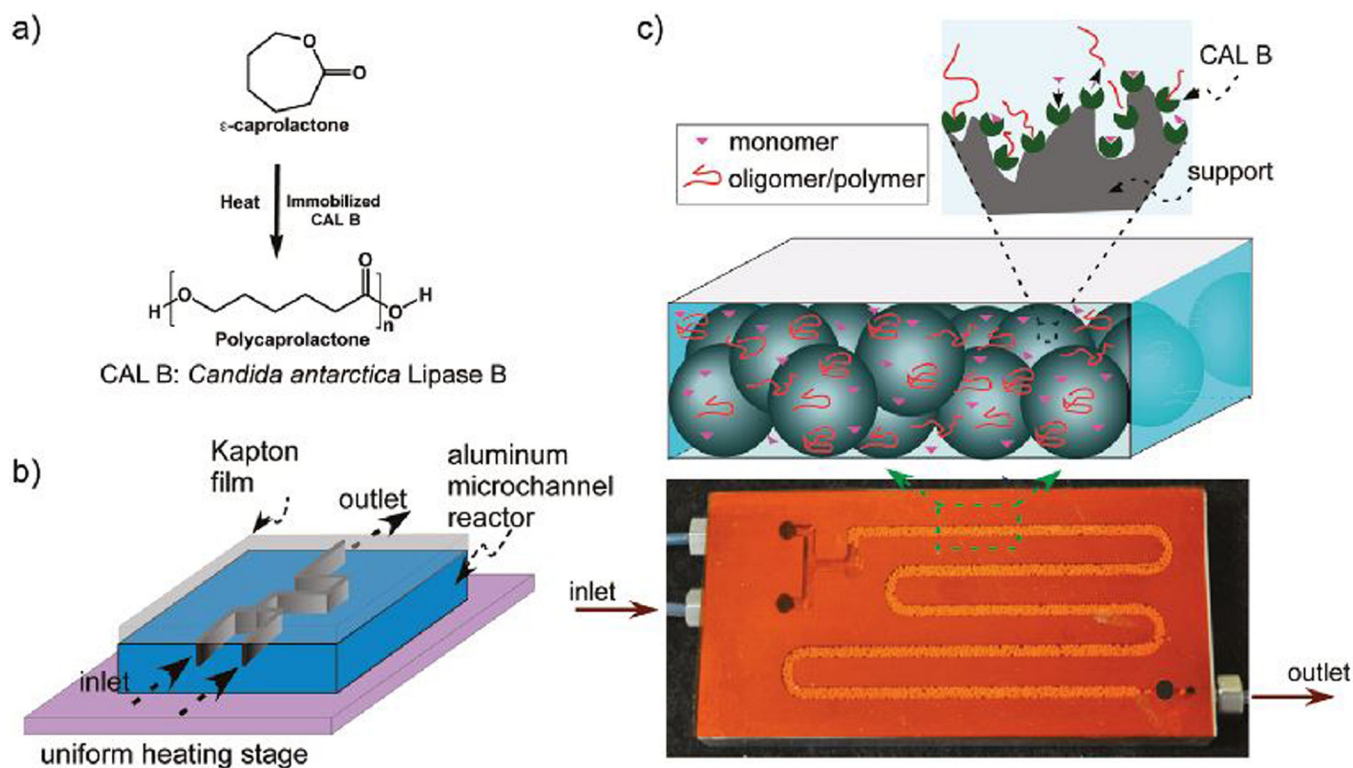 a)
O
O
ε-caprolactone
Heat
Immobilized
CAL B
H
O
O
n
O
H
Polycaprolactone
CAL B: Candida antarctica Lipase B
b)
Kapton
film
outlet
aluminum
microchannel
reactor
inlet
uniform heating stage
c)
CAL B
monomer
oligomer/polymer
support
inlet
outlet